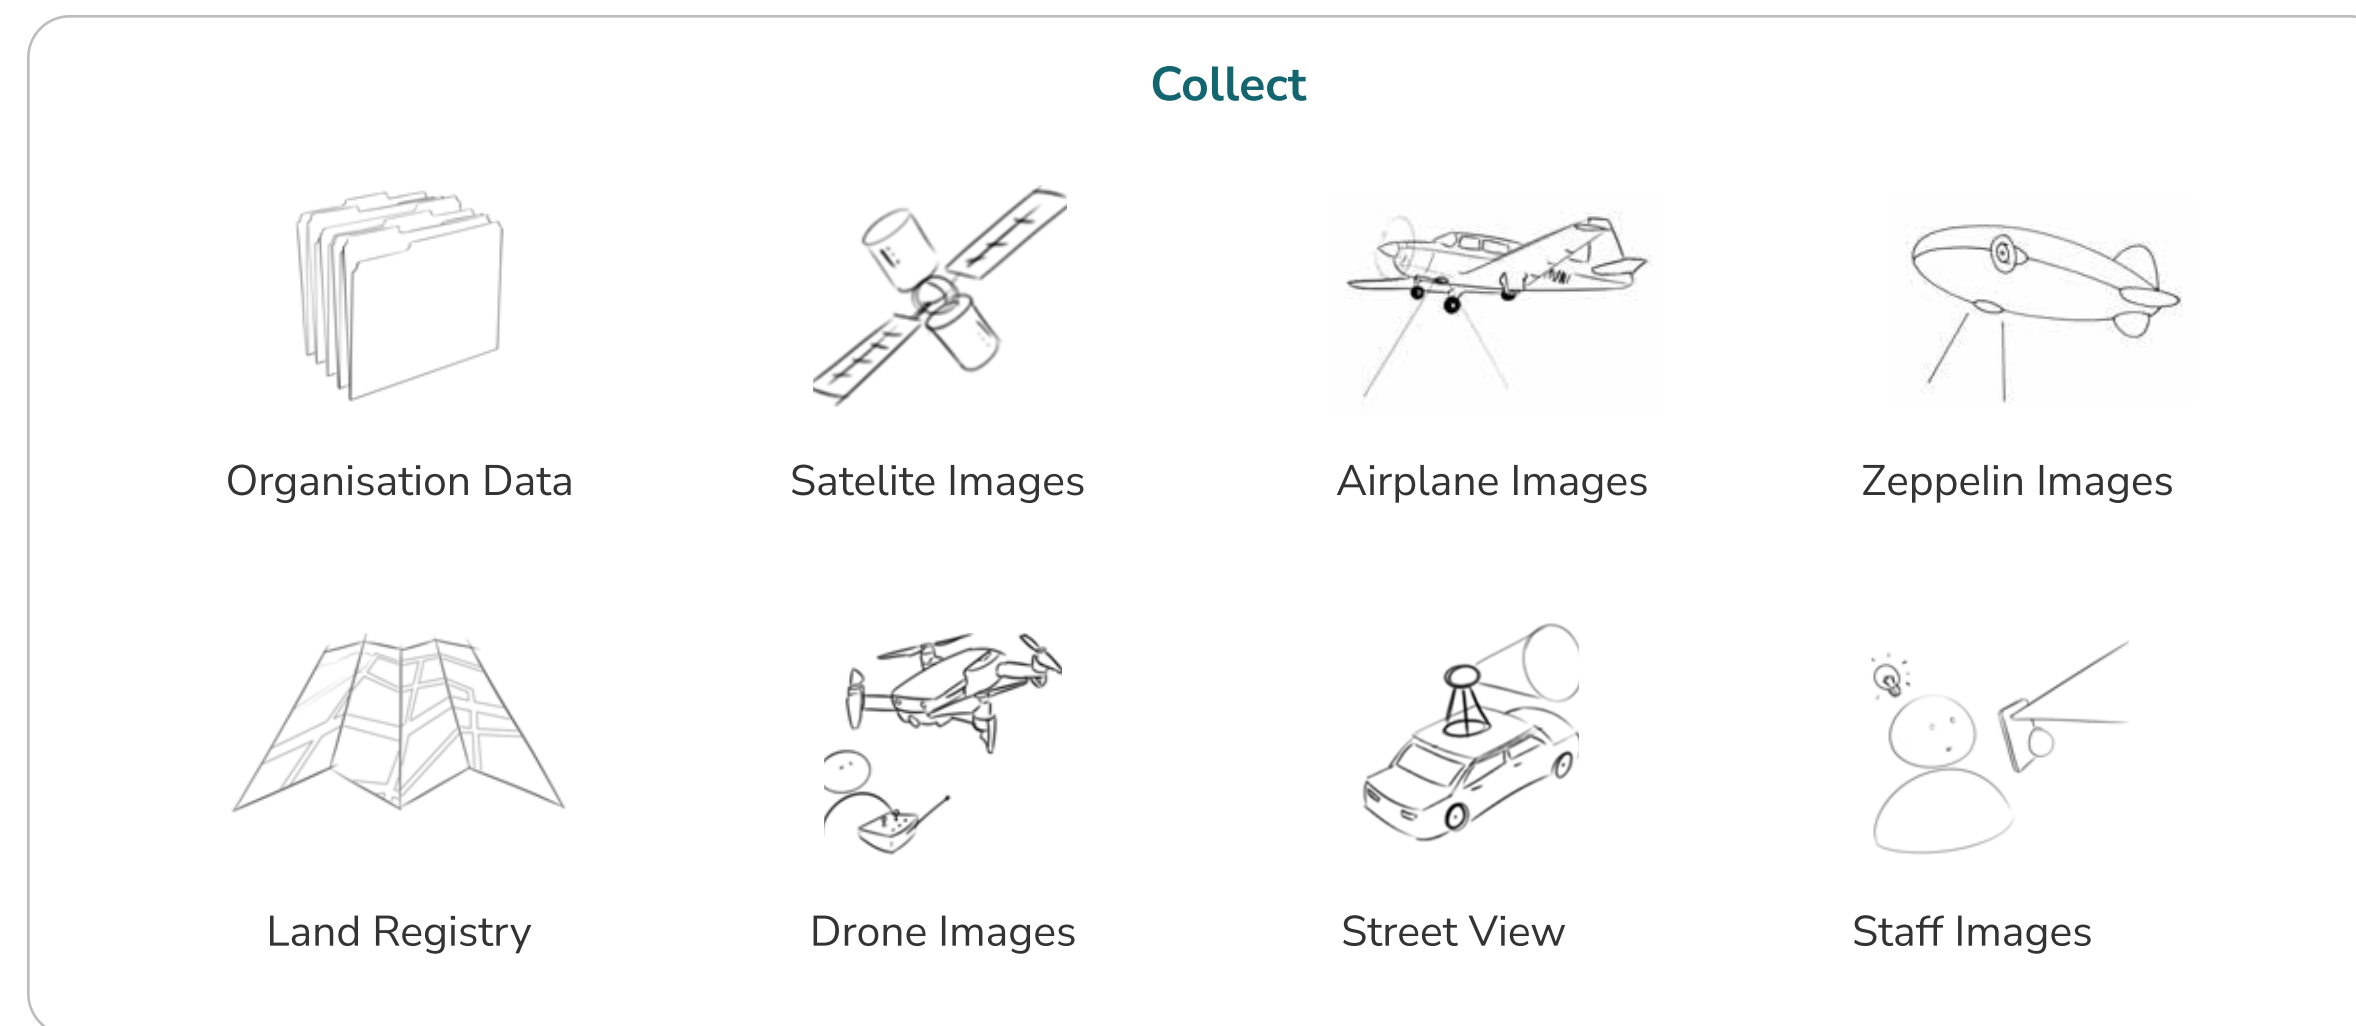 Collect
Organisation Data
Satelite Images
Airplane Images
Zeppelin Images
Land Registry
Drone Images
Street View
Staff Images